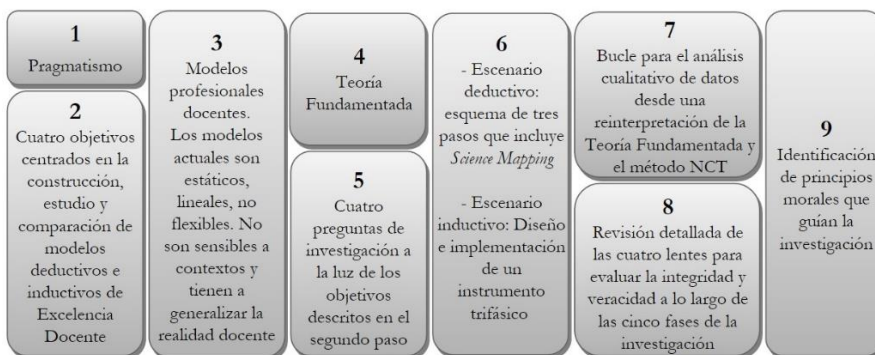 1
Pragmatismo
2
Cuatro objetivos
centrados en la
construcción,
estudio y
comparación de
modelos
deductivos e
inductivos de
Excelencia
Docente
3
Modelos
profesionales
docentes.
Los modelos
actuales son
estáticos,
lineales, no
flexibles. No
son sensibles a
contextos y
tienen a
generalizar la
realidad docente
4
Teoría
Fundamentada
5
Cuatro
preguntas de
investigación a
la luz de los
objetivos
descritos en el
segundo paso
6
- Escenario
deductivo:
esquema de tres
pasos que incluye
Science Mapping
- Escenario
inductivo: Diseño
e implementación
de un
instrumento
trifásico
7
Bucle para el análisis
cualitativo de datos
desde una
reinterpretación de la
Teoría Fundamentada y
el método NCT
8
Revisión detallada de
las cuatro lentes para
evaluar la integridad y
veracidad a lo largo de
las cinco fases de la
investigación
9
Identificación
de principios
morales que
guían la
investigación